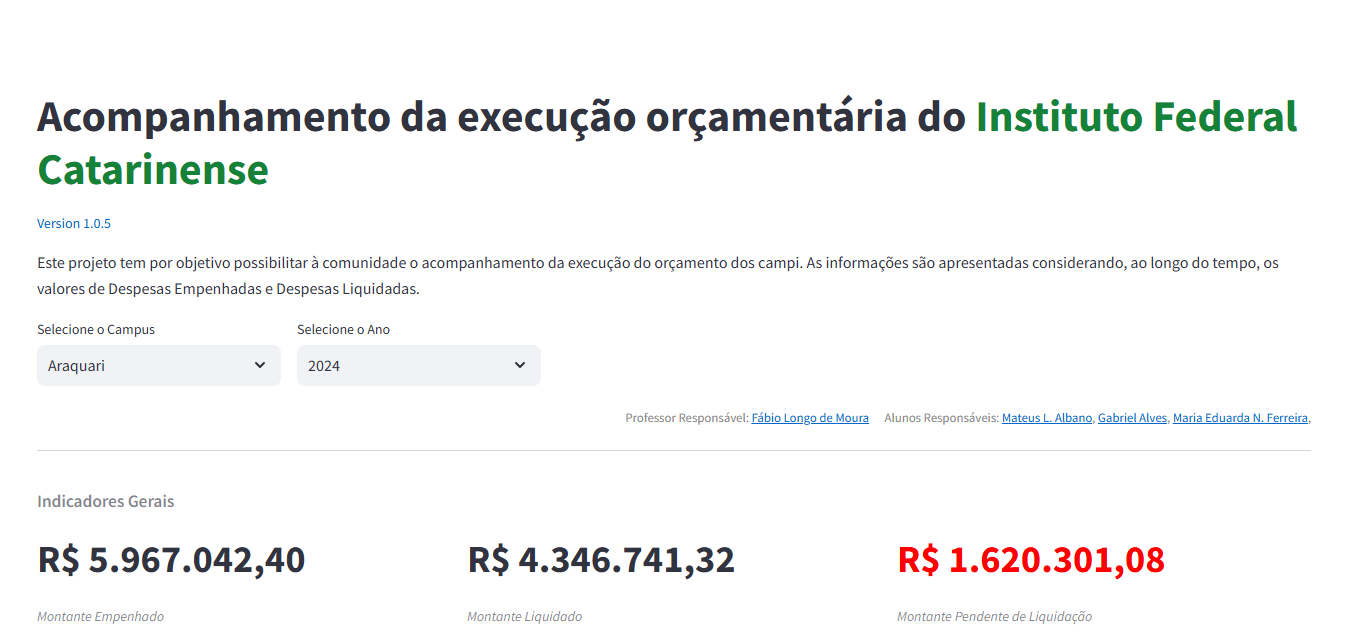 Acompanhamento da execução orçamentária do Instituto Federal
Catarinense
Version 1.0.5
Este projeto tem por objetivo possibilitar à comunidade o acompanhamento da execução do orçamento dos campi. As informações são apresentadas considerando, ao longo do tempo, os
valores de Despesas Empenhadas e Despesas Liquidadas.
Selecione o Campus
Selecione o Ano
Araquari
2024
Professor Responsável: Fábio Longo de Moura Alunos Responsáveis: Mateus L. Albano, Gabriel Alves, Maria Eduarda N. Ferreira,
Indicadores Gerais
R$ 5.967.042,40
R$ 4.346.741,32
R$ 1.620.301,08
Montante Empenhado
Montante Liquidado
Montante Pendente de Liquidação